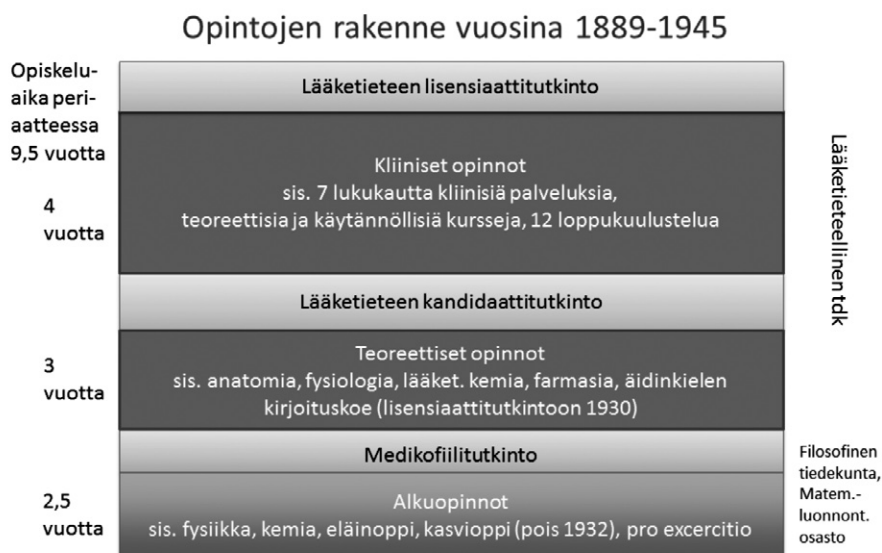 Opintojen rakenne vuosina 1889-1945
Opiskelu-
aika peri-
aatteessa
9,5 vuotta
Lääketieteen lisensiaattitutkinto
4
vuotta
Kliiniset opinnot
sis. 7 lukukautta kliinisiä palveluksia,
teoreettisia ja käytännöllisiä kursseja, 12 loppukuulustelua
Lääketieteellinen tdk
Lääketieteen kandidaattitutkinto
3
vuotta
Teoreettiset opinnot
sis. anatomia, fysiologia, lääket. kemia, farmasia, äidinkielen
kirjoituskoe (lisensiaattitutkintoon 1930)
Medikofiilitutkinto
2,5
vuotta
Alkuopinnot
sis. fysiikka, kemia, eläinoppi, kasvioppi (pois 1932), pro excercitio
Filosofinen
tiedekunta,
Matem.-
luonnont.
osasto